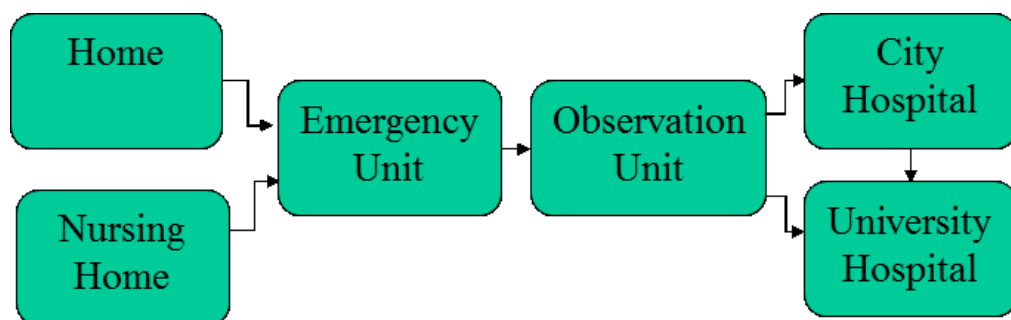 Home
Nursing
Home
Emergency
Unit
Observation
Unit
City
Hospital
University
Hospital